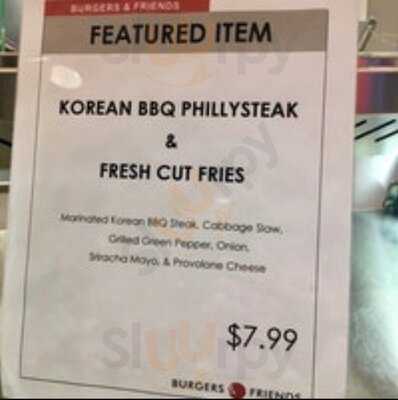 BURGERS & FRIENDS
FEATURED ITEM
KOREAN BBQ PHILLYSTEAK
&
FRESH CUT FRIES
Marinated Korean BBQ Steak, Cabbage Slaw,
Grilled Green Pepper, Onion,
Sriracha Mayo, & Provolone Cheese
$7.99
BURGERS FRIENDS
slurrpy